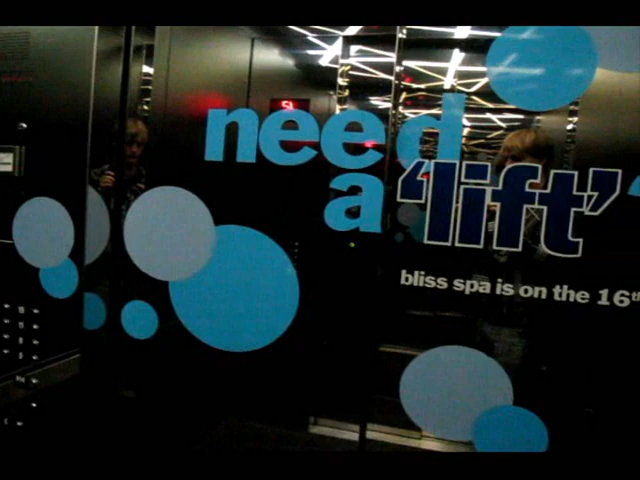 need
a 'lift'
bliss spa is on the 16th